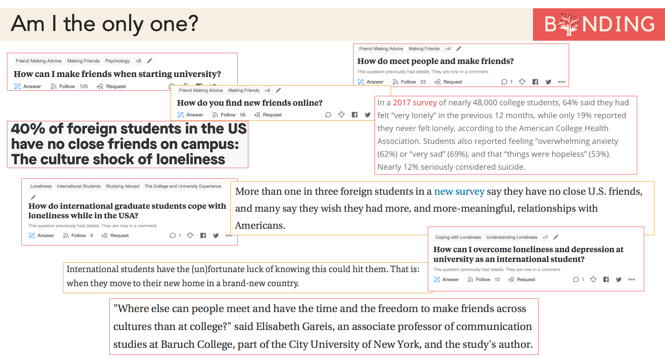 Am I the only one?
BONDING
Friend Making Advice Making Friends Psychology +8
How can I make friends when starting university?
Answer Follow · 125 Request
Friend Making Advice Making Friends +4
How do meet people and make friends?
This question previously had details. They are now in a comment.
Answer Follow · 23 Request 1
Friend Making Advice Making Friends +8
How do you find new friends online?
Answer Follow · 56 Request
In a 2017 survey of nearly 48,000 college students, 64% said they had
felt "very lonely" in the previous 12 months, while only 19% reported
they never felt lonely, according to the American College Health
Association. Students also reported feeling "overwhelming anxiety
(62%) or "very sad" (69%), and that "things were hopeless" (53%).
Nearly 12% seriously considered suicide.
40% of foreign students in the US
have no close friends on campus:
The culture shock of loneliness
Loneliness International Students Studying Abroad The College and University Experience
How do international graduate students cope with
loneliness while in the USA?
This question previously had details. They are now in a comment.
Answer Follow · 9 Request 1
More than one in three foreign students in a new survey say they have no close U.S. friends,
and many say they wish they had more, and more-meaningful, relationships with
Americans.
Coping with Loneliness Understanding Loneliness +7
How can I overcome loneliness and depression at
university as an international student?
This question previously had details. They are now in a comment.
Answer Follow · 12 Request 2
International students have the (un)fortunate luck of knowing this could hit them. That is:
when they move to their new home in a brand-new country.
"Where else can people meet and have the time and the freedom to make friends across
cultures than at college?" said Elisabeth Gareis, an associate professor of communication
studies at Baruch College, part of the City University of New York, and the study's author.